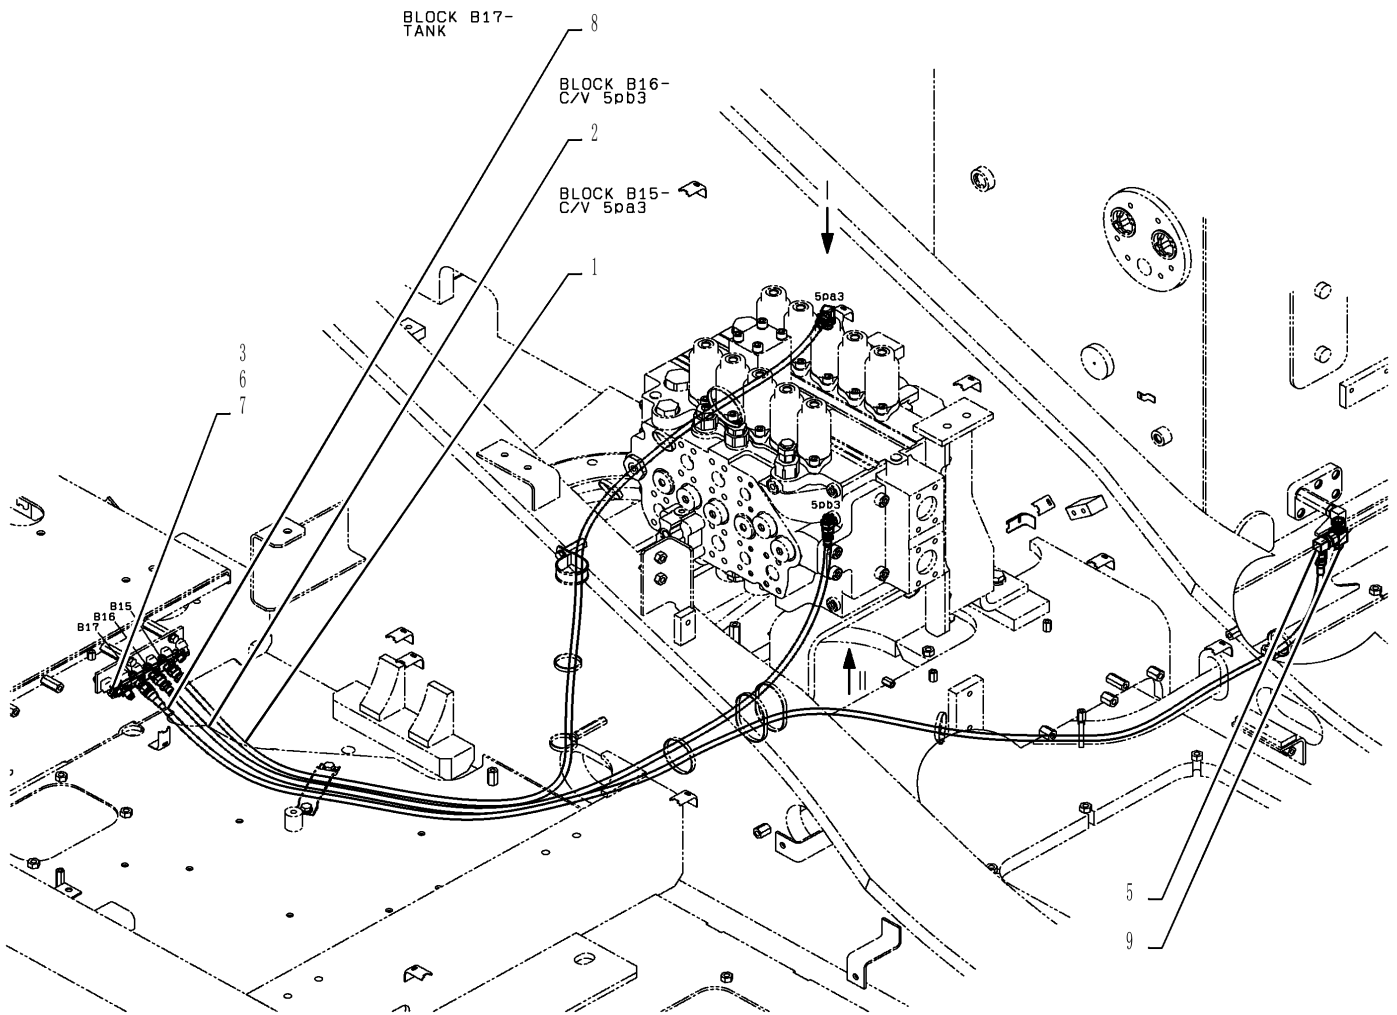 BLOCK B17-
TANK
8
BLOCK B16-
C/V 5pb3
2
BLOCK B15-
C/V 5pa3
I
1
5pa3
3
6
7
5pb3
B15
B16
B17
II
5
9